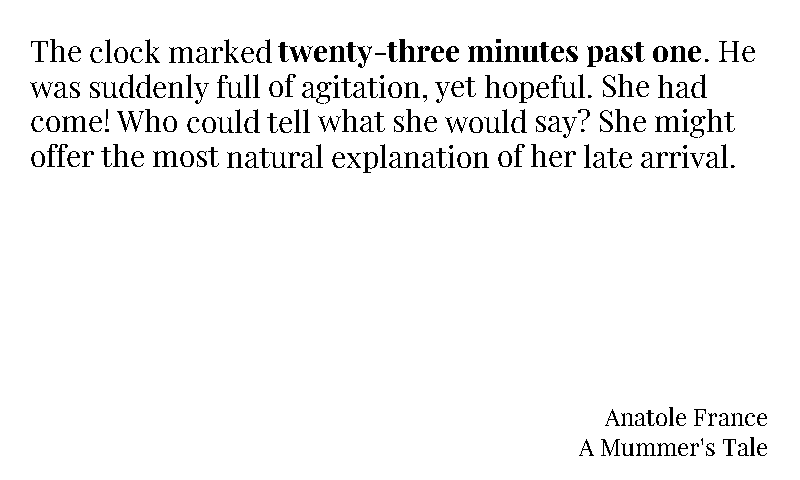 The clock marked twenty-three minutes past one. He
was suddenly full of agitation, yet hopeful. She had
come! Who could tell what she would say? She might
offer the most natural explanation of her late arrival.
Anatole France
A Mummer's Tale